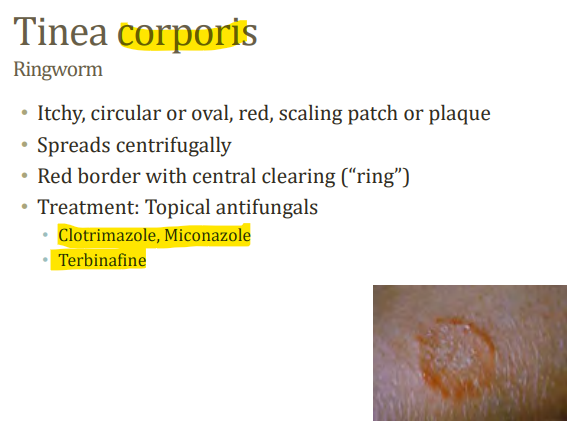 Tinea corporis
Ringworm
• Itchy, circular or oval, red, scaling patch or plaque
• Spreads centrifugally
• Red border with central clearing (“ring”)
• Treatment: Topical antifungals
• Clotrimazole, Miconazole
• Terbinafine